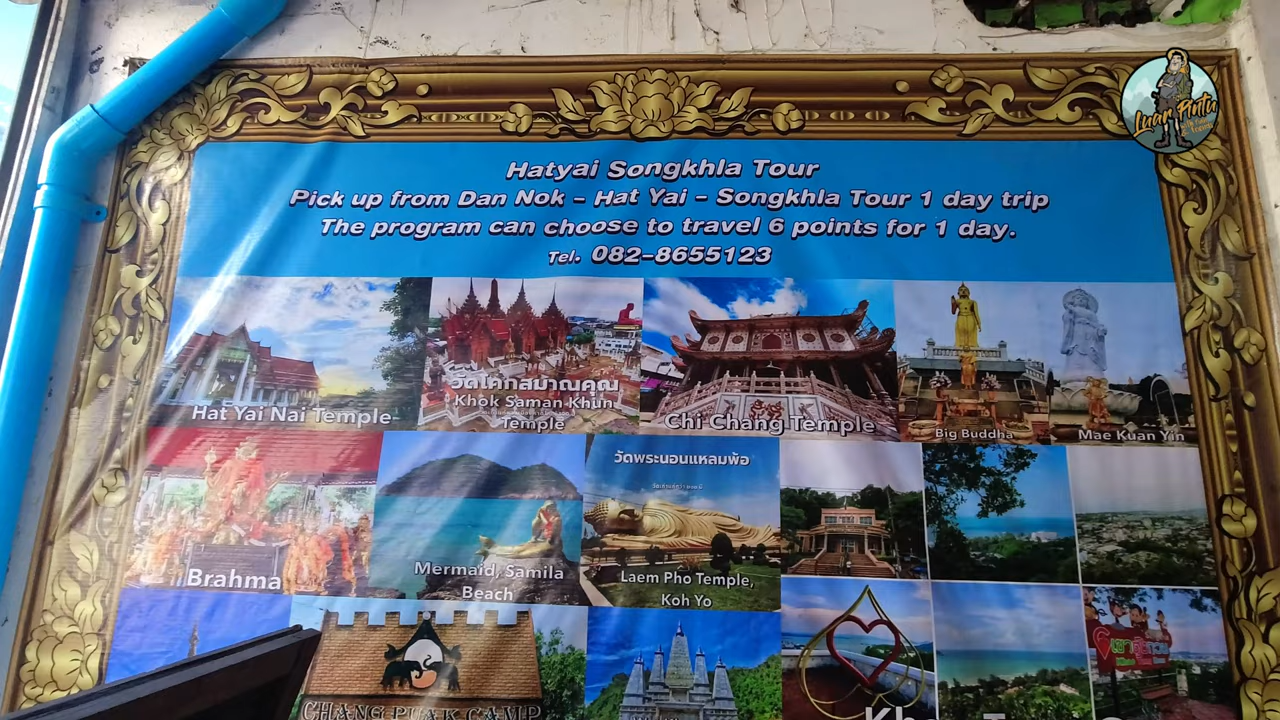 Luar Pintu
Hatyai Songkhla Tour
Pick up from Dan Nok - Hat Yai - Songkhla Tour 1 day trip
The program can choose to travel 6 points for 1 day.
Tel. 082-8655123
Hat Yai Nai Temple
วัดโคกสมานคุณ
Khok Saman Khun
Temple
Chi Chang Temple
Big Buddha
Mae Kuan Yin
Brahma
Mermaid, Samila
Beach
วัดพระนอนแหลมพ้อ
Laem Pho Temple,
Koh Yo
CHANG PUAK CAMP